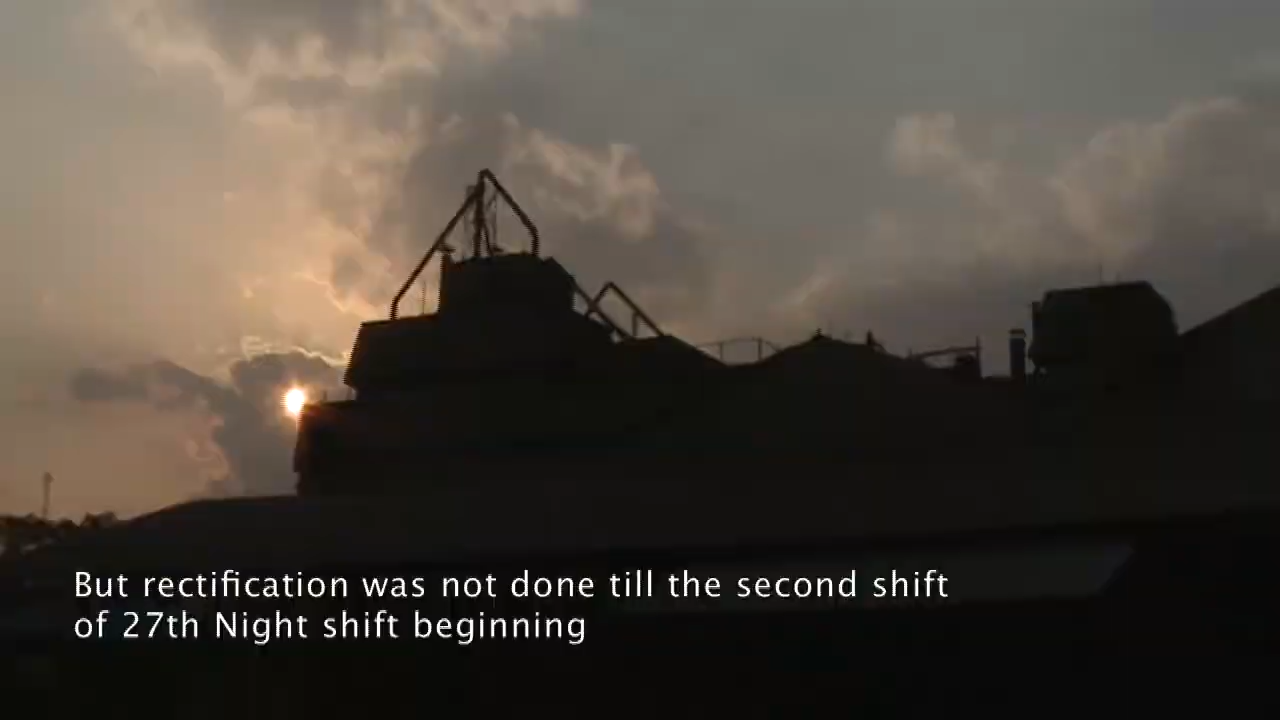 But rectification was not done till the second shift
of 27th Night shift beginning